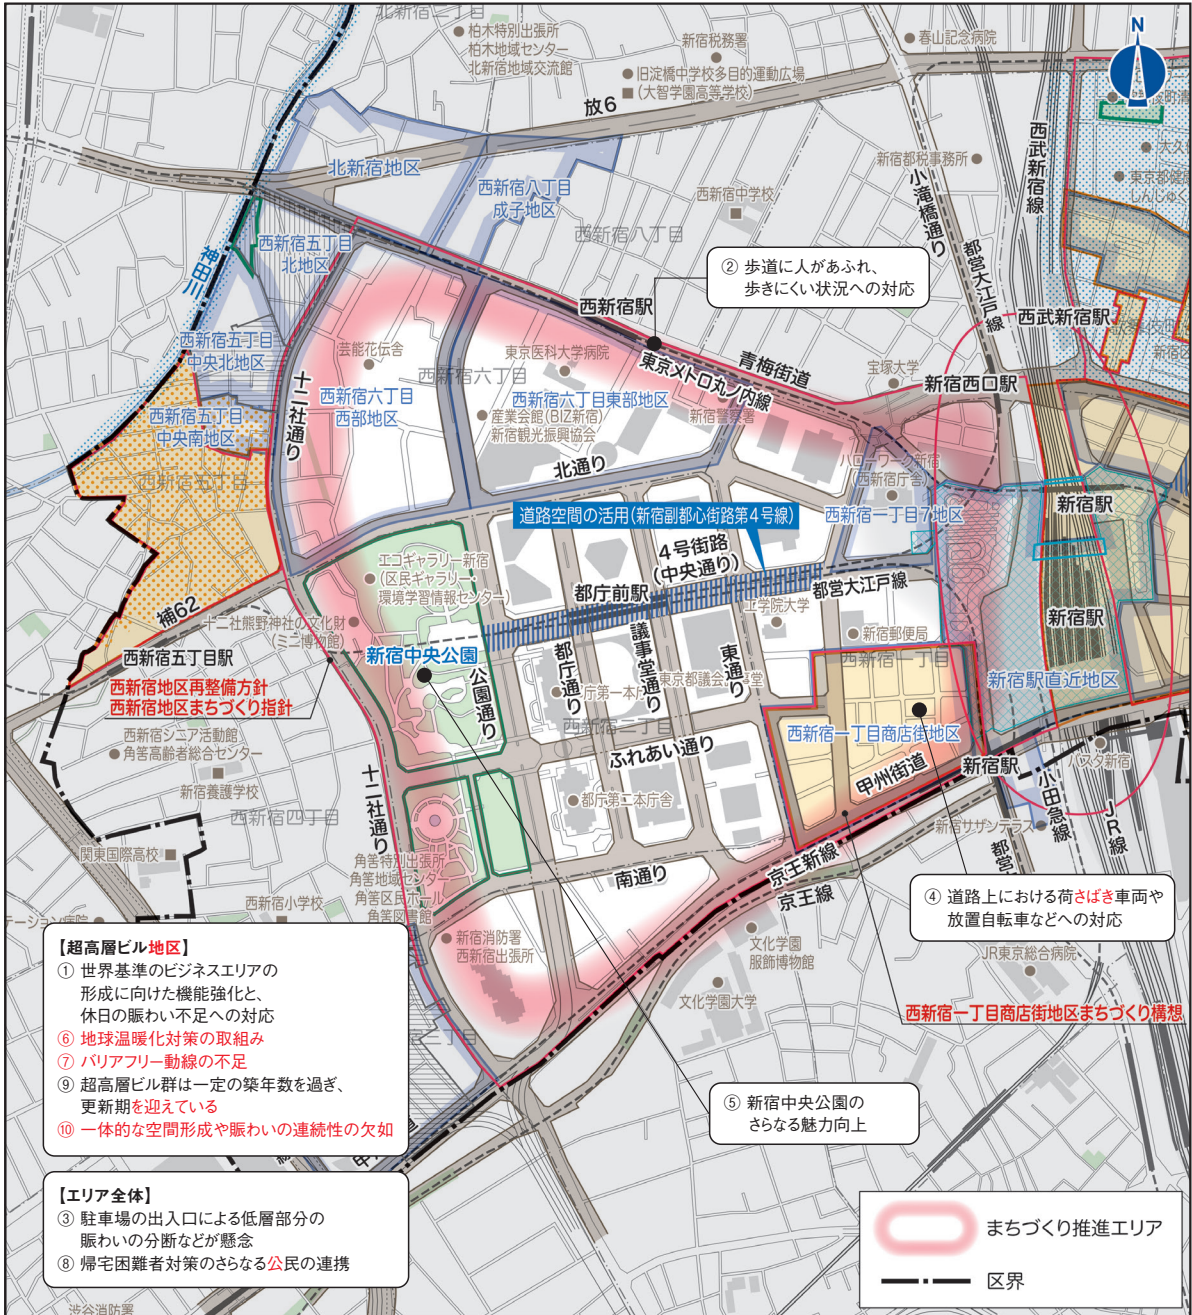 北新宿二丁目
柏木特別出張所
柏木地域センター
北新宿地域交流館
新宿税務署
旧淀橋中学校多目的運動広場
(大智学園高等学校)
春山記念病院
N
放6
北新宿地区
西新宿八丁目
成子地区
西新宿中学校
新宿都税事務所
小滝橋通り
西武新宿線
都営大江戸線
西新宿八丁目
西新宿五丁目
北地区
神田川
② 歩道に人があふれ、
歩きにくい状況への対応
西新宿駅
西武新宿駅
西新宿五丁目
中央北地区
芸能花伝舎
東京医科大学病院
東京メトロ丸ノ内線
青梅街道
宝塚大学
新宿西口駅
十二社通り
西新宿六丁目
西新宿六丁目
西部地区
西新宿六丁目東部地区
産業会館(BIZ新宿)
新宿観光振興協会
新宿警察署
西新宿五丁目
中央南地区
西新宿五丁目
北通り
ハローワーク新宿
(西新宿庁舎)
西新宿一丁目7地区
新宿駅
道路空間の活用(新宿副都心街路第4号線)
4号街路
(中央通り)
エコギャラリー新宿
(区民ギャラリー・
環境学習情報センター)
都庁前駅
都営大江戸線
工学院大学
補62
十二社熊野神社の文化財
(ミニ博物館)
新宿郵便局
新宿駅
西新宿五丁目駅
新宿中央公園
公園通り
都庁通り
議事堂通り
東通り
西新宿一丁目
西新宿地区再整備方針
西新宿地区まちづくり指針
都庁第一本庁舎
東京都議会議事堂
新宿駅直近地区
西新宿二丁目
西新宿一丁目商店街地区
西新宿シニア活動館
角筈高齢者総合センター
ふれあい通り
新宿駅
バスタ新宿
新宿養護学校
甲州街道
小田急線
JR線
十二社通り
都庁第二本庁舎
西新宿四丁目
新宿サザンテラス
都営
関東国際高校
角筈特別出張所
角筈地域センター
角筈区民ホール
角筈図書館
南通り
京王新線
京王線
西新宿小学校
④ 道路上における荷さばき車両や
放置自転車などへの対応
新宿消防署
西新宿出張所
文化学園
服飾博物館
JR東京総合病院
文化学園大学
西新宿一丁目商店街地区まちづくり構想
【超高層ビル地区】
① 世界基準のビジネスエリアの
形成に向けた機能強化と、
休日の賑わい不足への対応
⑥ 地球温暖化対策の取組み
⑦ バリアフリー動線の不足
⑨ 超高層ビル群は一定の築年数を過ぎ、
更新期を迎えている
⑩ 一体的な空間形成や賑わいの連続性の欠如
⑤ 新宿中央公園の
さらなる魅力向上
【エリア全体】
③ 駐車場の出入口による低層部分の
賑わいの分断などが懸念
⑧ 帰宅困難者対策のさらなる公民の連携
まちづくり推進エリア
区界
渋谷消防署